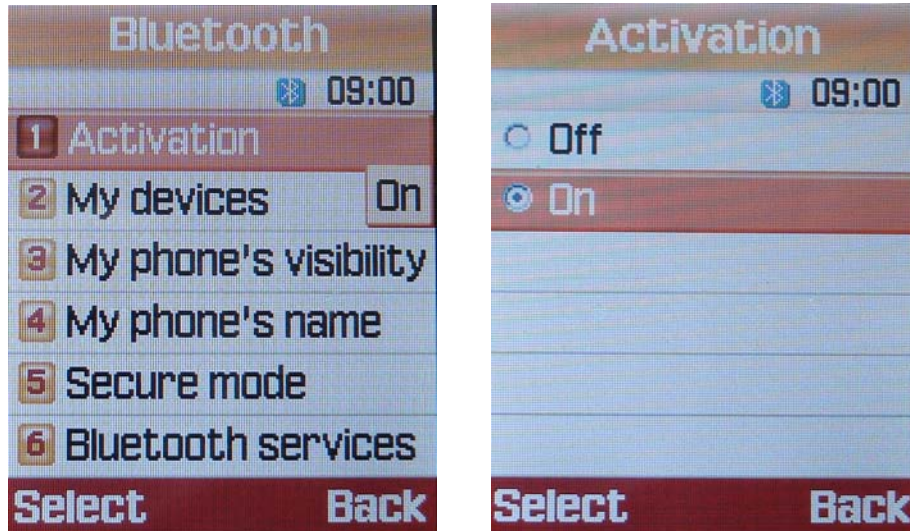 Bluetooth
09:00
1 Activation
On
2 My devices
3 My phone's visibility
4 My phone's name
5 Secure mode
6 Bluetooth services
Select Back
Activation
09:00
Off
On
Select Back